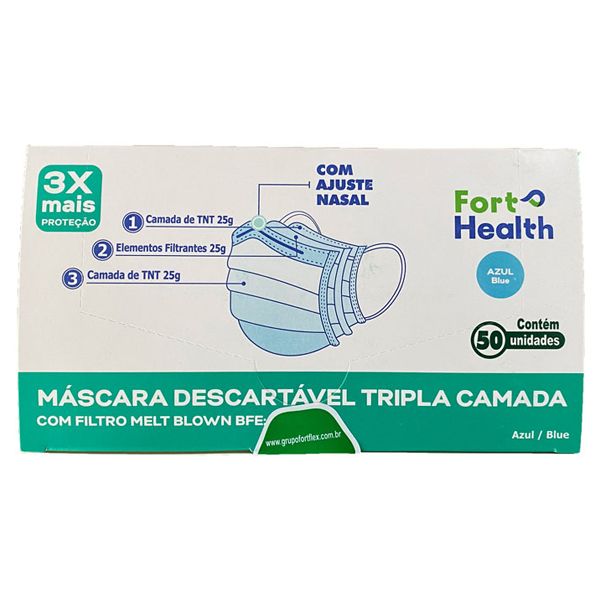 3X
mais
PROTEÇÃO
COM
AJUSTE
NASAL
1 Camada de TNT 25g
2 Elementos Filtrantes 25g
3 Camada de TNT 25g
Fort
Health
AZUL
Blue
Contém
50 unidades
MÁSCARA DESCARTÁVEL TRIPLA CAMADA
COM FILTRO MELT BLOWN BFE:
www.grupofortflex.com.br
Azul / Blue